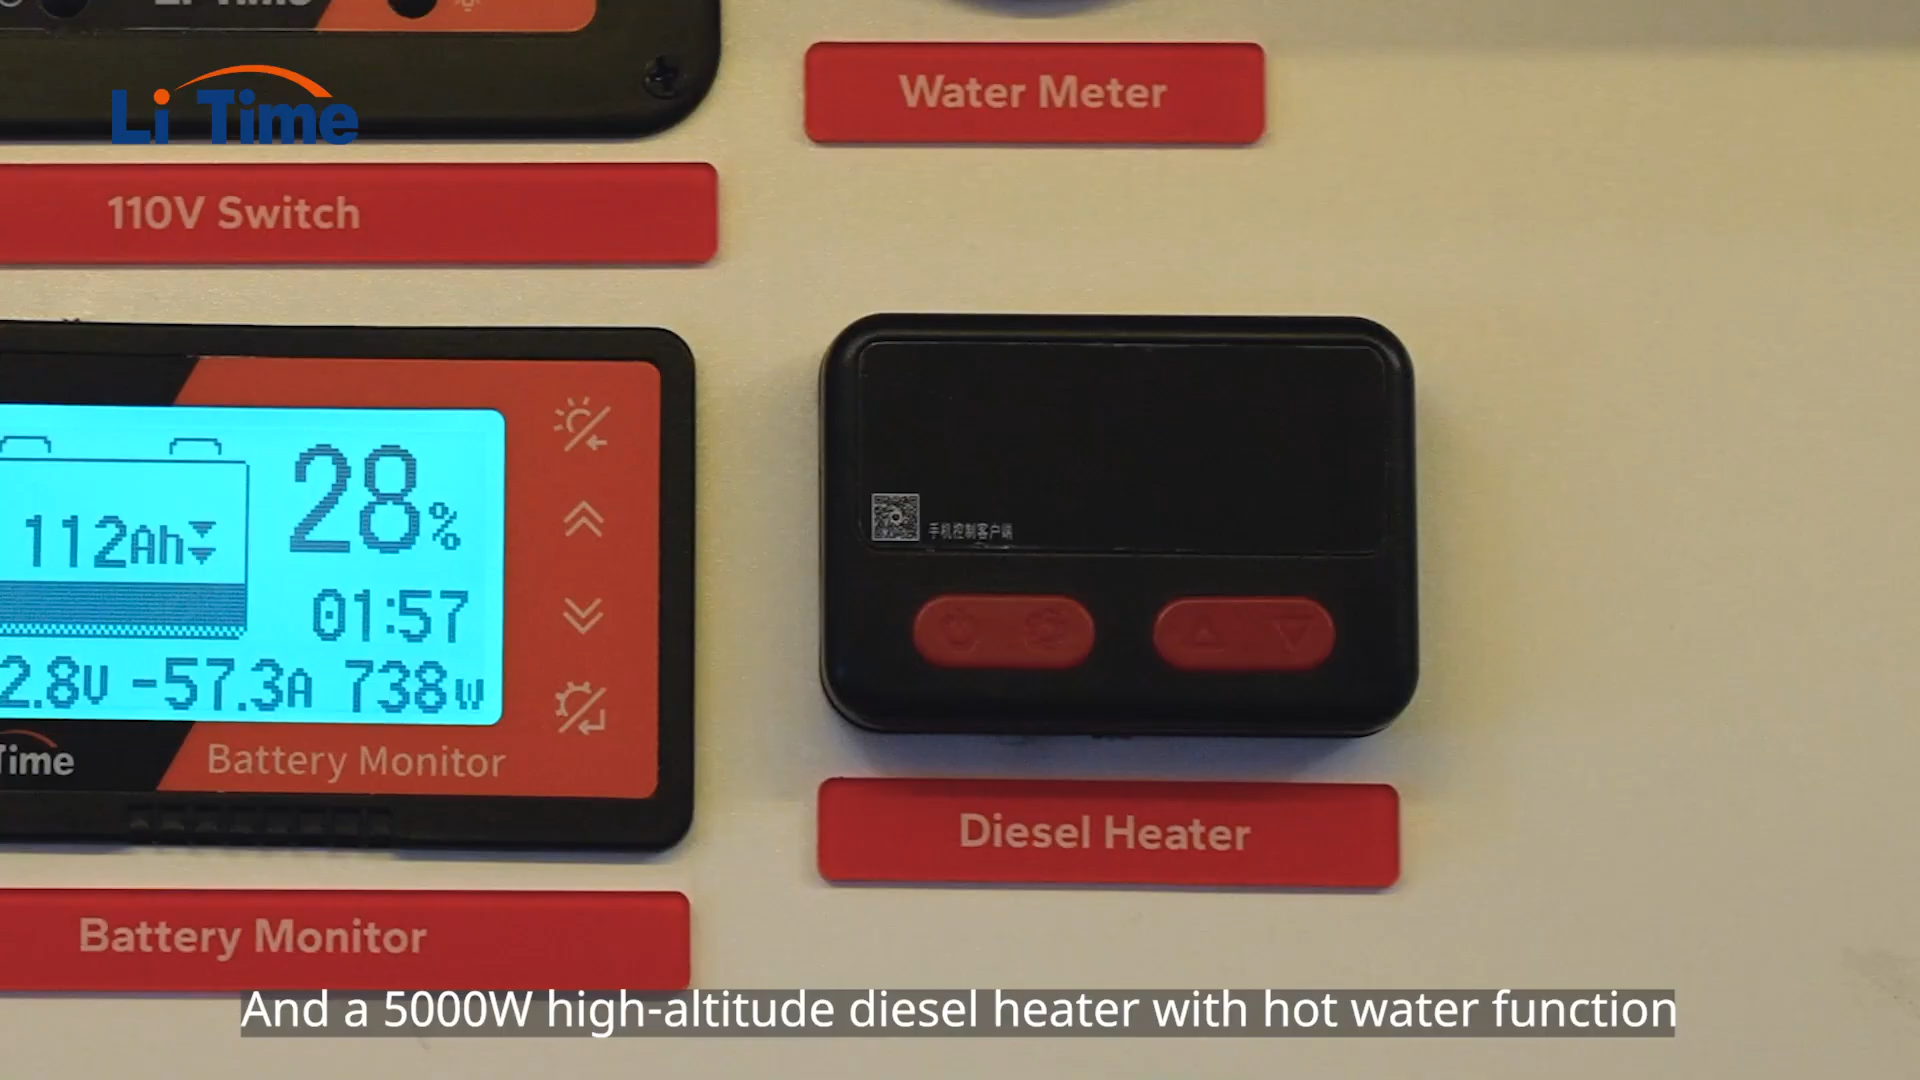 Li Time
Water Meter
110V Switch
28%
112Ah
01:57
2.8V -57.3A 738W
手机控制客户端
Time
Battery Monitor
Diesel Heater
Battery Monitor
And a 5000W high-altitude diesel heater with hot water function